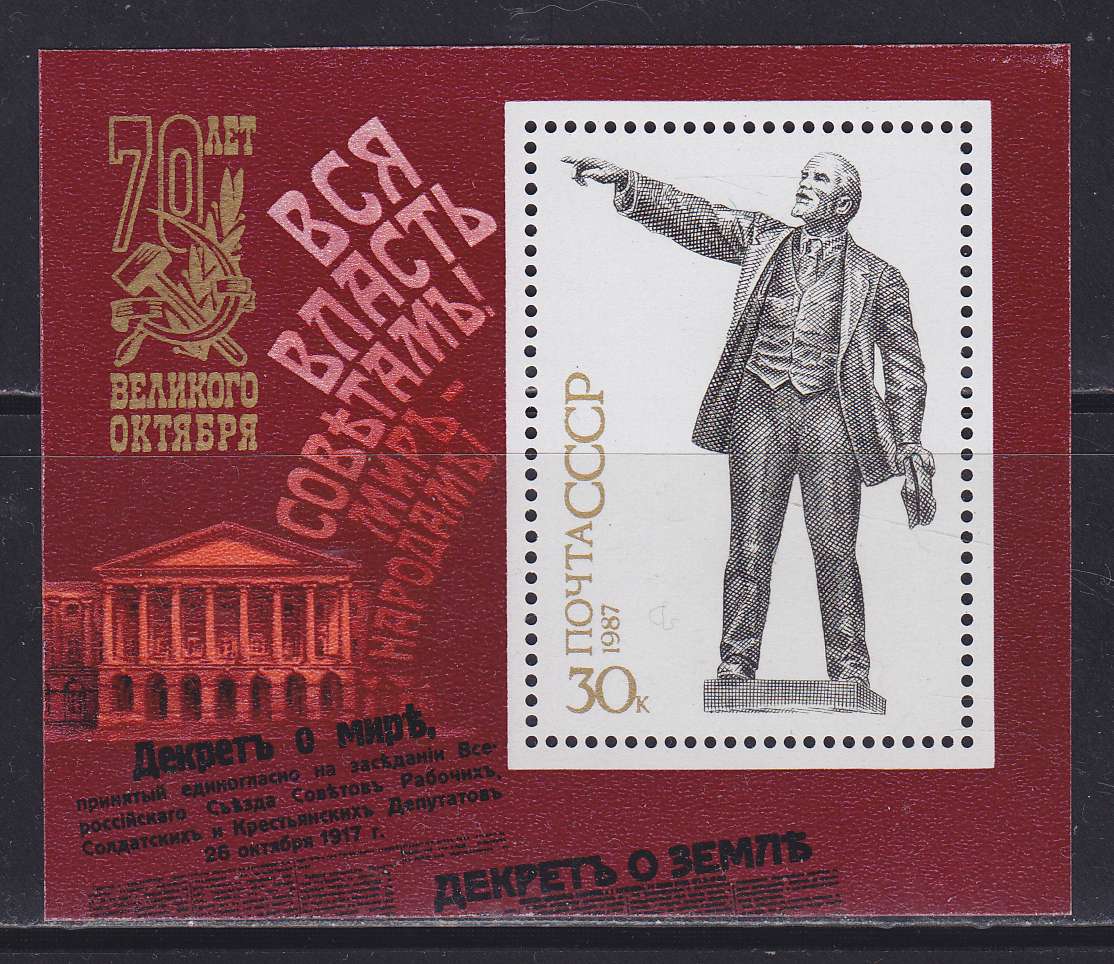 70 ЛЕТ
ВЕЛИКОГО
ОКТЯБРЯ
ВСЯ
ВЛАСТЬ
СОВѢТАМЪ!
МИРЪ -
НАРОДАМЪ!
ПОЧТА СССР
1987
30 к
Декретъ о мирѣ,
принятый единогласно на засѣданіи Все-
россійскаго Съѣзда Совѣтовъ Рабочихъ,
Солдатскихъ и Крестьянскихъ Депутатовъ
26 октября 1917 г.
ДЕКРЕТЪ О ЗЕМЛѢ